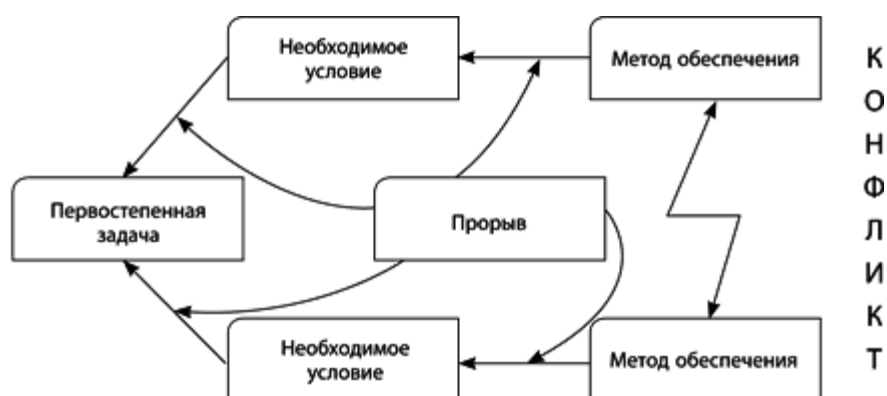 Необходимое
условие
Метод обеспечения
Первостепенная
задача
Прорыв
Необходимое
условие
Метод обеспечения
К
О
Н
Ф
Л
И
К
Т